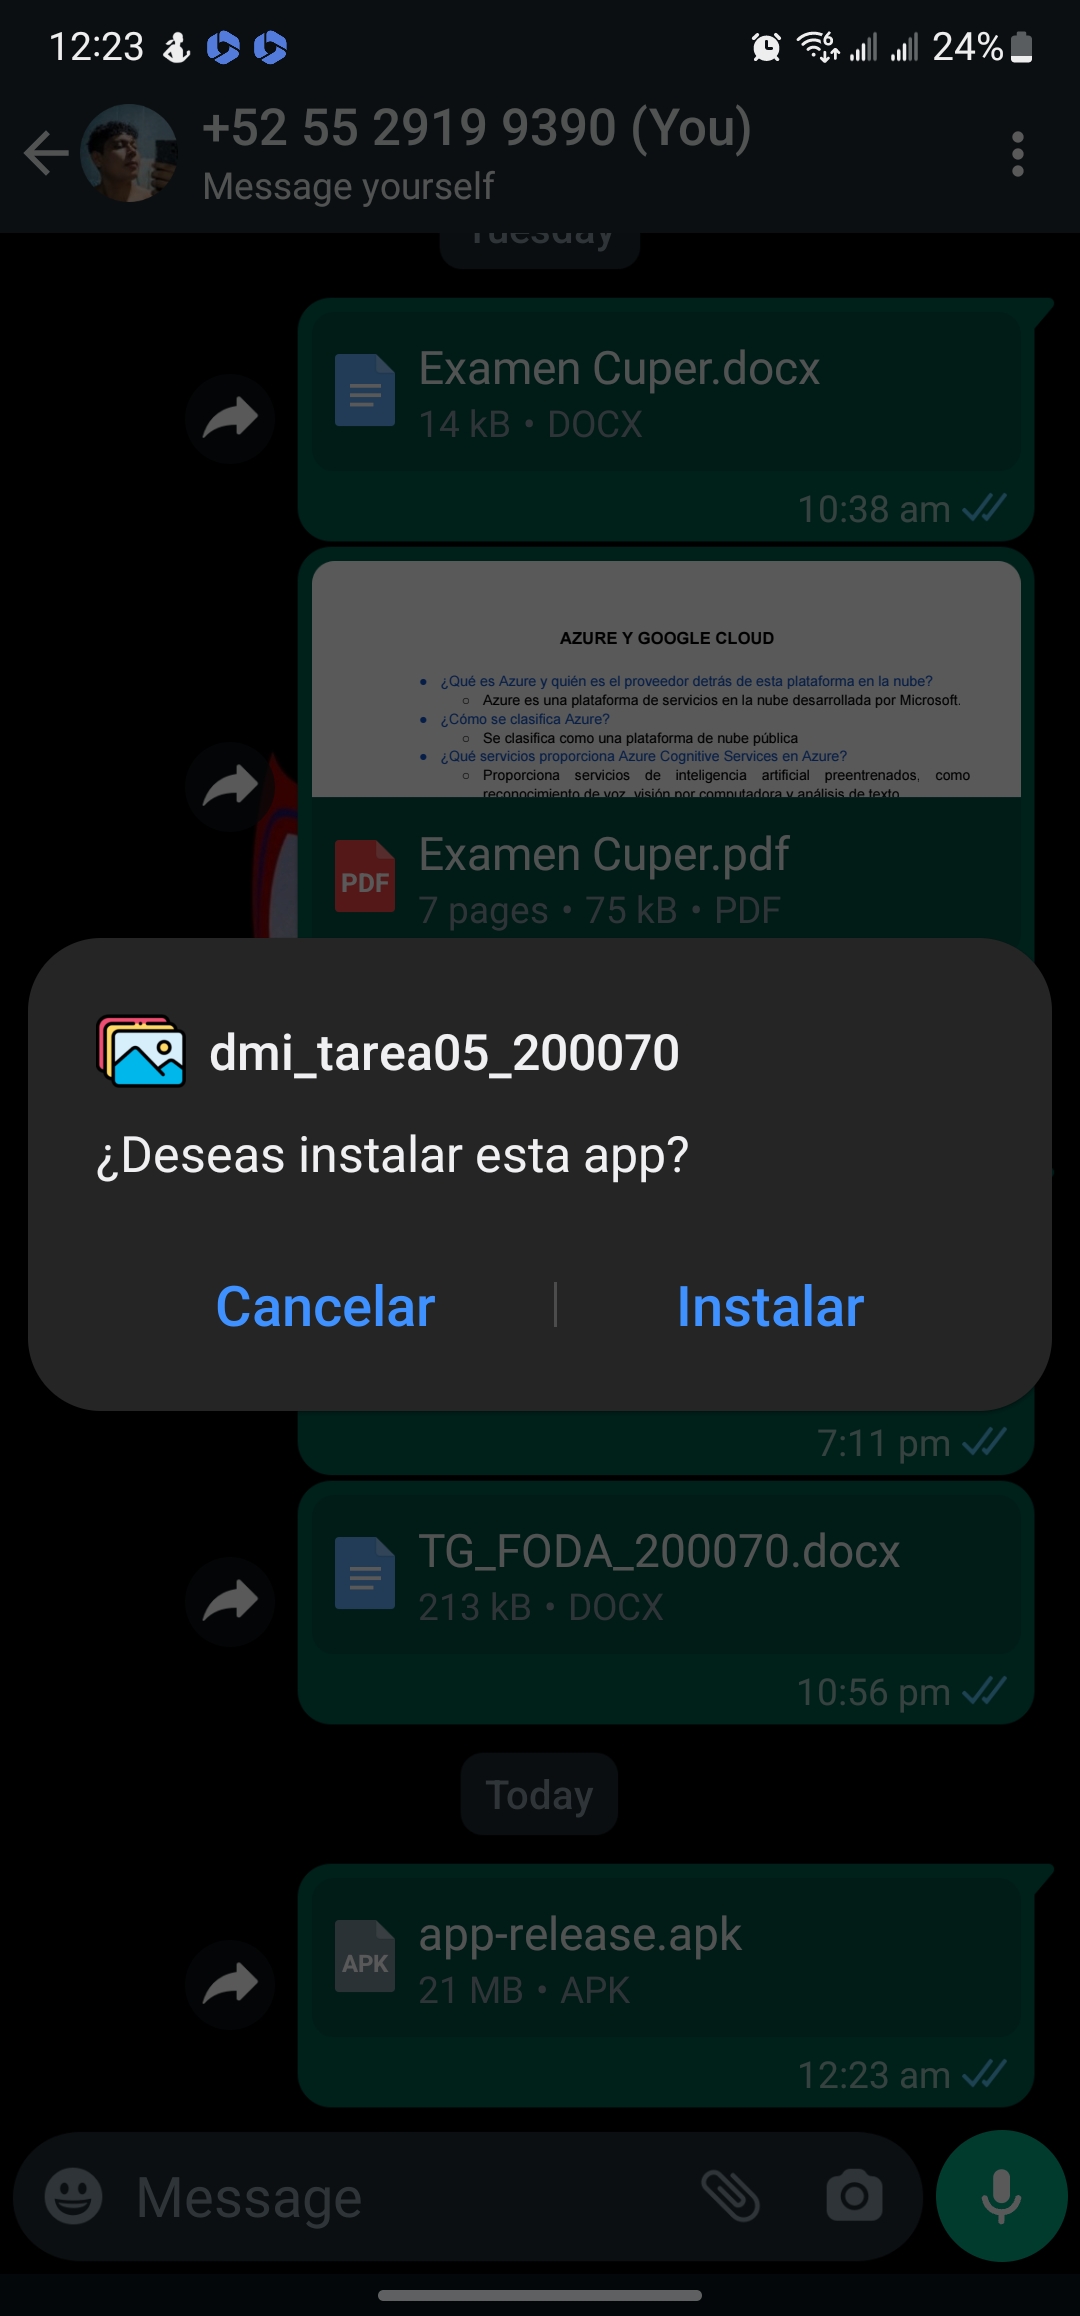 12:23
6
24%
+52 55 2919 9390 (You)
Message yourself
Tuesday
Examen Cuper.docx
14 kB • DOCX
10:38 am
AZURE Y GOOGLE CLOUD
• ¿Qué es Azure y quién es el proveedor detrás de esta plataforma en la nube?
○ Azure es una plataforma de servicios en la nube desarrollada por Microsoft.
• ¿Cómo se clasifica Azure?
○ Se clasifica como una plataforma de nube pública
• ¿Qué servicios proporciona Azure Cognitive Services en Azure?
○ Proporciona servicios de inteligencia artificial preentrenados, como
reconocimiento de voz, visión por computadora y análisis de texto
PDF
Examen Cuper.pdf
7 pages • 75 kB • PDF
dmi_tarea05_200070
¿Deseas instalar esta app?
Cancelar
Instalar
7:11 pm
TG_FODA_200070.docx
213 kB • DOCX
10:56 pm
Today
APK
app-release.apk
21 MB • APK
12:23 am
Message